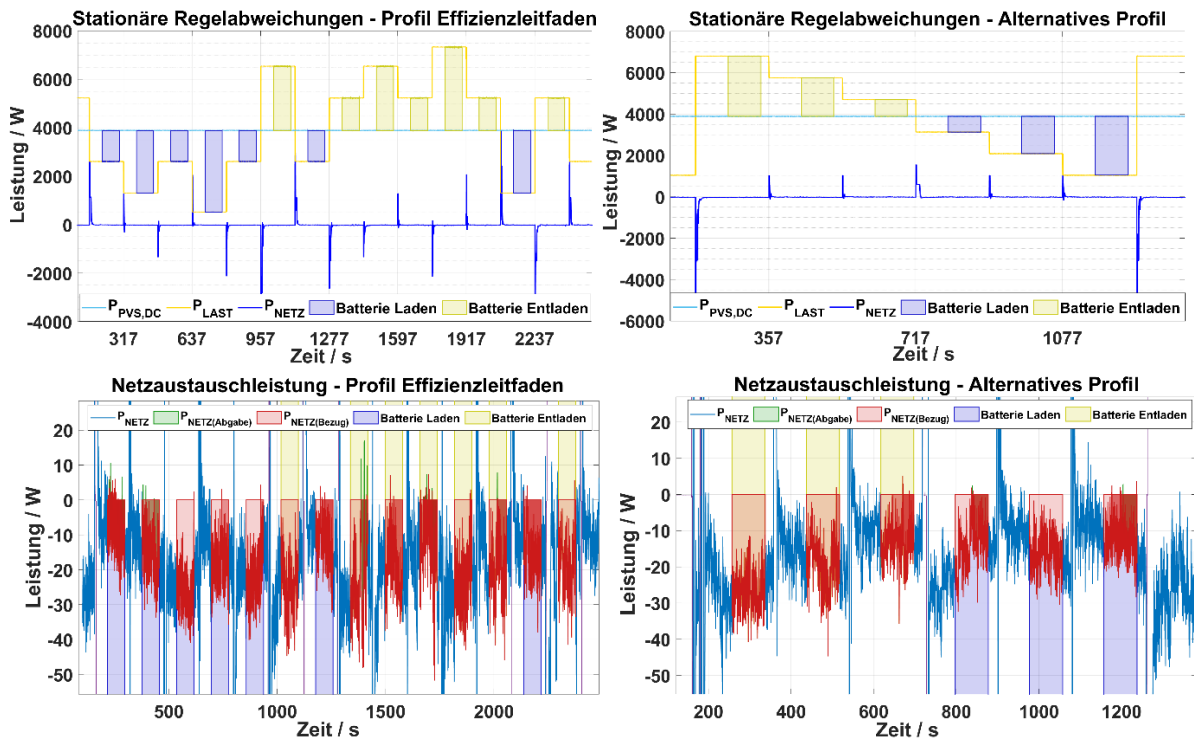 Stationäre Regelabweichungen - Profil Effizienzleitfaden
8000
6000
4000
2000
0
-2000
-4000
Leistung / W
P_PVS,DC P_LAST P_NETZ Batterie Laden Batterie Entladen
317 637 957 1277 1597 1917 2237
Zeit / s
Stationäre Regelabweichungen - Alternatives Profil
8000
6000
4000
2000
0
-2000
-4000
-6000
Leistung / W
P_PVS,DC P_LAST P_NETZ Batterie Laden Batterie Entladen
357 717 1077
Zeit / s
Netzaustauschleistung - Profil Effizienzleitfaden
P_NETZ P_NETZ(Abgabe) P_NETZ(Bezug) Batterie Laden Batterie Entladen
20
10
0
-10
-20
-30
-40
-50
Leistung / W
500 1000 1500 2000
Zeit / s
Netzaustauschleistung - Alternatives Profil
P_NETZ P_NETZ(Abgabe) P_NETZ(Bezug) Batterie Laden Batterie Entladen
20
10
0
-10
-20
-30
-40
-50
Leistung / W
200 400 600 800 1000 1200
Zeit / s